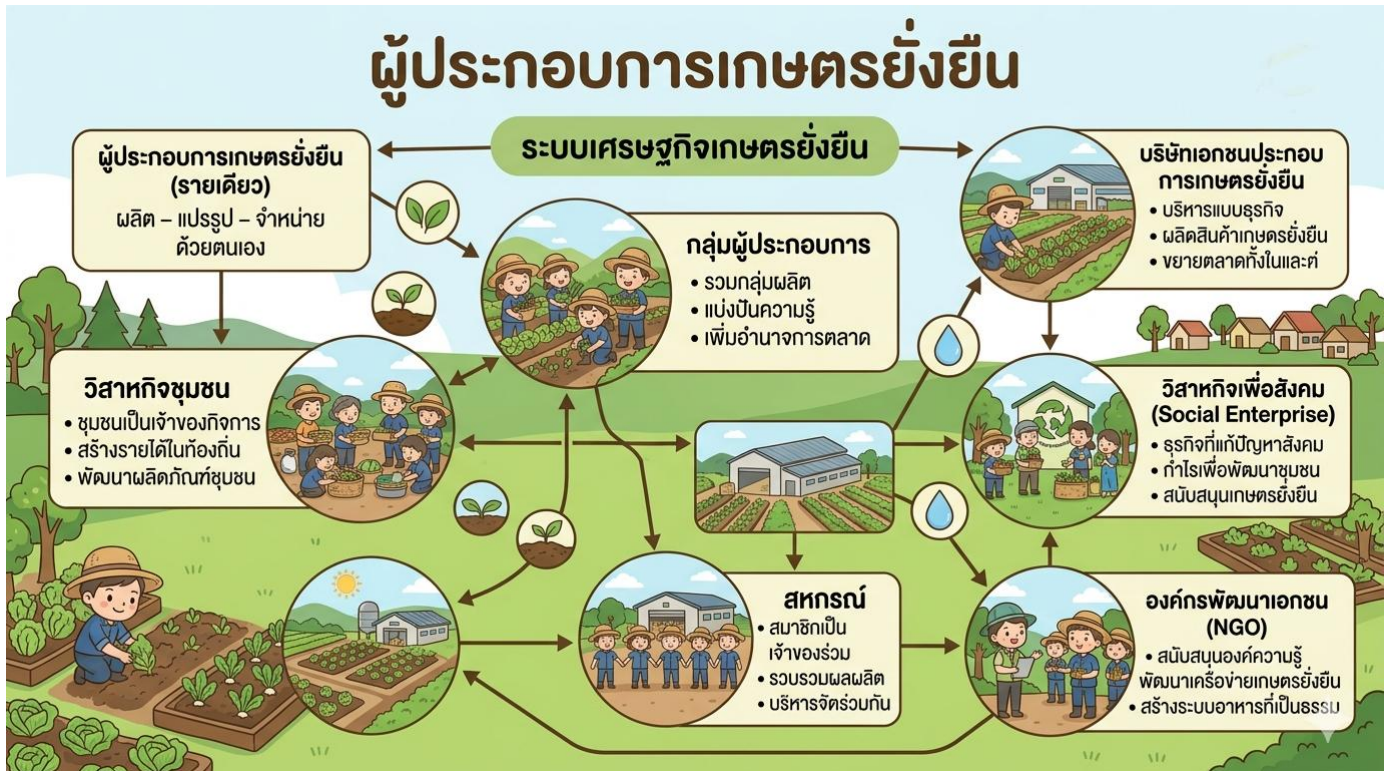 ผู้ประกอบการเกษตรยั่งยืน
ระบบเศรษฐกิจเกษตรยั่งยืน
ผู้ประกอบการเกษตรยั่งยืน
(รายเดียว)
ผลิต – แปรรูป – จำหน่าย
ด้วยตนเอง
กลุ่มผู้ประกอบการ
• รวมกลุ่มผลิต
• แบ่งปันความรู้
• เพิ่มอำนาจการตลาด
บริษัทเอกชนประกอบ
การเกษตรยั่งยืน
• บริหารแบบธุรกิจ
• ผลิดสินค้าเกษดรยั่งยืน
• ขยายตลาดทั้งในและต่
วิสาหกิจชุมชน
• ชุมชนเป็นเจ้าของกิจการ
• สร้างรายได้ในท้องถิ่น
• พัฒนาผลิตภัณฑ์ชุมชน
วิสาหกิจเพื่อสังคม
(Social Enterprise)
• ธุรกิจที่แก้ปัญหาสังคม
• กำไรเพื่อพัฒนาชุมชน
• สนับสนุนเกษตรยั่งยืน
สหกรณ์
• สมาชิกเป็น
เจ้าของร่วม
• รวบรวมผลผลิต
• บริหารจัดร่วมกัน
องค์กรพัฒนาเอกชน
(NGO)
• สนับสนุนองค์ความรู้
พัฒนาเครือข่ายเกษตรยั่งยืน
• สร้างระบบอาหารที่เป็นธรรม